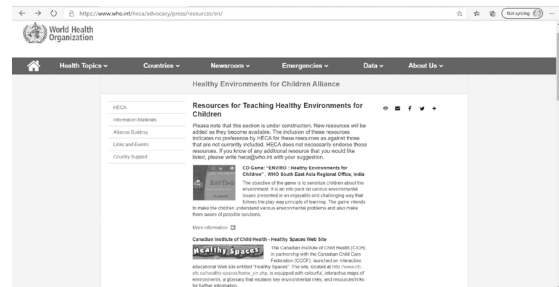 https://www.who.int/heca/advocacy/press/resources/en/
Not syncing
World Health
Organization
Health Topics
Countries
Newsroom
Emergencies
Data
About Us
Healthy Environments for Children Alliance
HECA
Information Materials
Alliance Building
Links and Events
Country Support
Resources for Teaching Healthy Environments for
Children
Please note that this section is under construction. New resources will be
added as they become available. The inclusion of these resources
indicates no preference by HECA for these resources as against those
that are not currently included. HECA does not necessarily endorse these
resources. If you know of any additional resource that you would like
listed, please write heca@who.int with your suggestion.
CD Game: "ENVIRO : Healthy Environments for
Children" , WHO South East Asia Regional Office, India
The objective of the game is to sensitize children about the
environment. It is an info pack on various environmental
issues presented in an enjoyable and challenging way that
follows the play way principle of learning. The game intends
to make the children understand various environmental problems and also make
them aware of possible solutions.
More information
Canadian Institute of Child Health - Healthy Spaces Web Site
Healthy Spaces
The Canadian Institute of Child Health (CICH),
in partnership with the Canadian Child Care
Federation (CCCF), launched an interactive,
educational Web site entitled "Healthy Spaces". The site, located at http://www.cfc-
efc.ca/healthy-spaces/home_en.php, is equipped with colourful, interactive maps of
environments, a glossary that explains key environmental links, and resources/links
for further information.